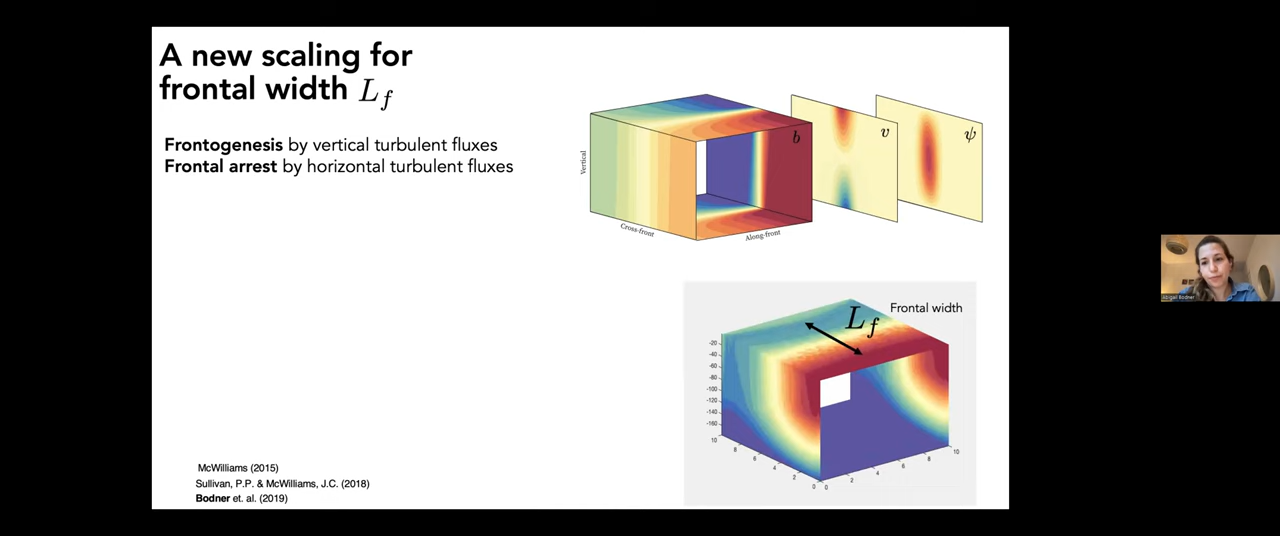 A new scaling for
frontal width L_f
Frontogenesis by vertical turbulent fluxes
Frontal arrest by horizontal turbulent fluxes
Vertical
Cross-front
Along-front
b
v
ψ
Frontal width
L_f
-20
-40
-60
-80
-100
-120
-140
-160
10
8
6
4
2
0
0
2
4
6
8
10
McWilliams (2015)
Sullivan, P.P. & McWilliams, J.C. (2018)
Bodner et. al. (2019)
Abigail Bodner